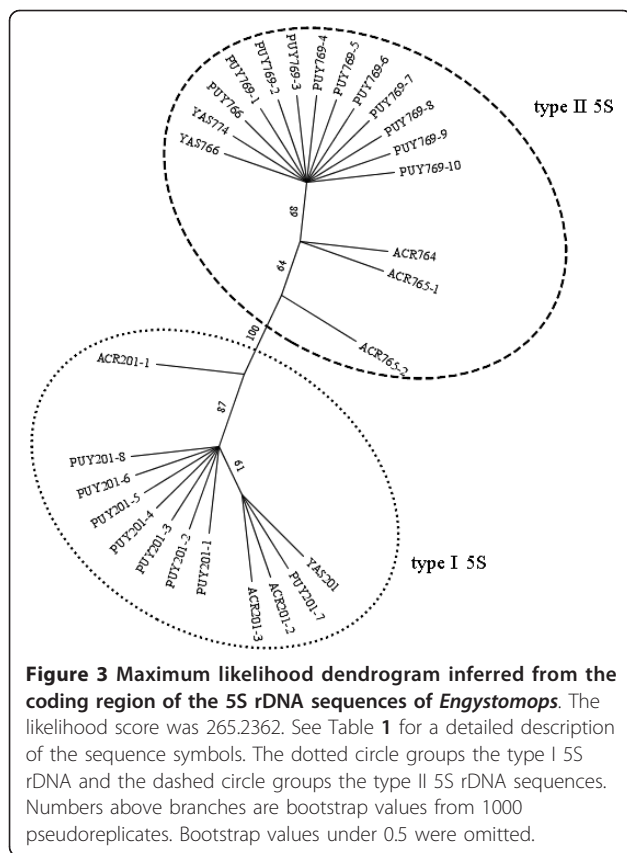 PUY769-4
PUY769-3
PUY769-5
PUY769-2
PUY769-6
PUY769-1
PUY769-7
PUY766
PUY769-8
YAS774
PUY769-9
YAS766
PUY769-10
type II 5S
68
ACR764
ACR765-1
64
100
ACR765-2
ACR201-1
87
PUY201-8
PUY201-6
PUY201-5
PUY201-4
PUY201-3
PUY201-2
PUY201-1
61
YAS201
PUY201-7
ACR201-2
ACR201-3
type I 5S
Figure 3 Maximum likelihood dendrogram inferred from the
coding region of the 5S rDNA sequences of Engystomops. The
likelihood score was 265.2362. See Table 1 for a detailed description
of the sequence symbols. The dotted circle groups the type I 5S
rDNA and the dashed circle groups the type II 5S rDNA sequences.
Numbers above branches are bootstrap values from 1000
pseudoreplicates. Bootstrap values under 0.5 were omitted.